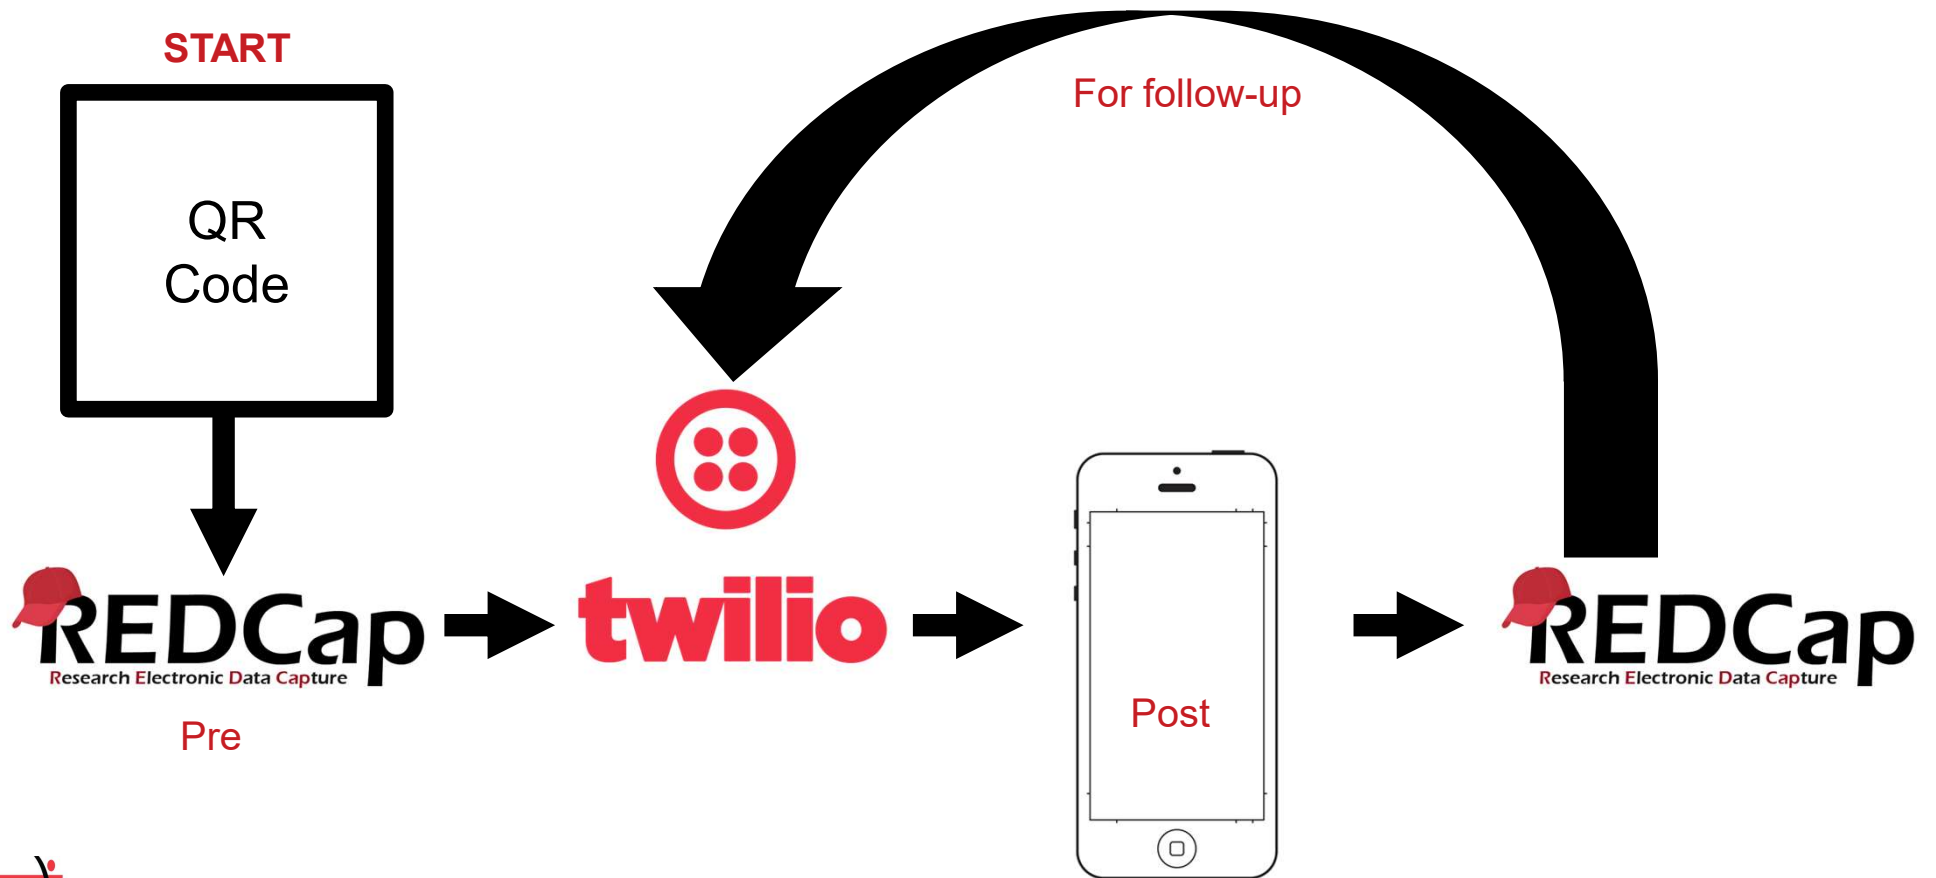 START
QR
Code
For follow-up
REDCap
Research Electronic Data Capture
Pre
twilio
Post
REDCap
Research Electronic Data Capture